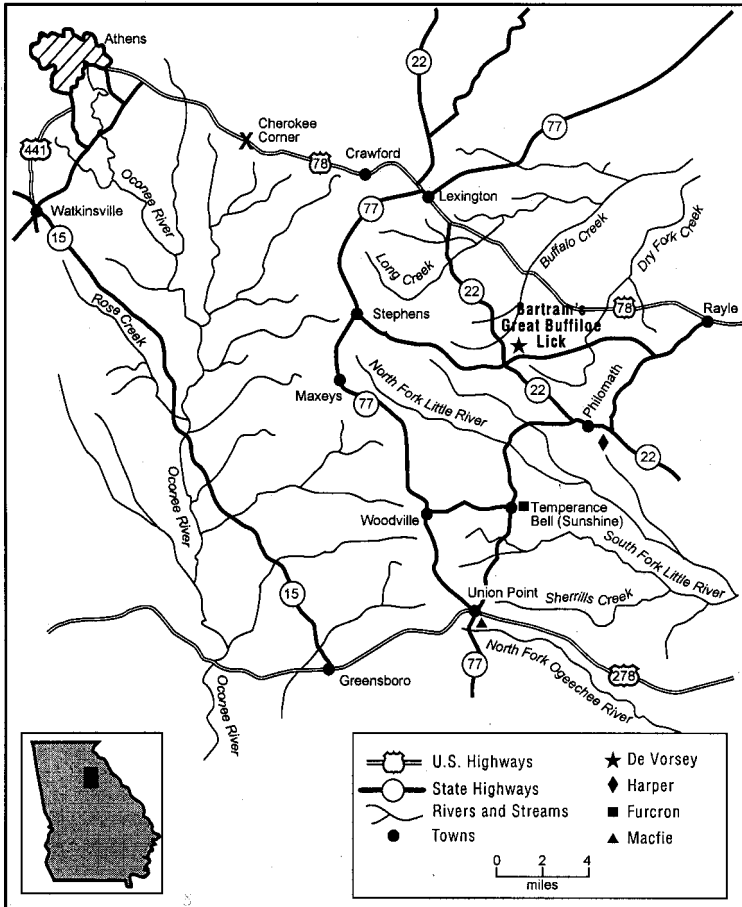 Athens
22
77
Cherokee
Corner
441
78
Crawford
Lexington
Oconee River
Watkinsville
77
15
Long Creek
22
Buffalo Creek
Dry Fork Creek
Rose Creek
Stephens
Bartram's
Great Buffiloe
Lick
78
Rayle
North Fork Little River
Maxeys
77
22
Philomath
22
Oconee River
Woodville
Temperance
Bell (Sunshine)
South Fork Little River
Union Point
Sherrills Creek
15
77
North Fork Ogeechee River
278
Greensboro
Oconee River
U.S. Highways
State Highways
Rivers and Streams
Towns
De Vorsey
Harper
Furcron
Macfie
0 2 4
miles